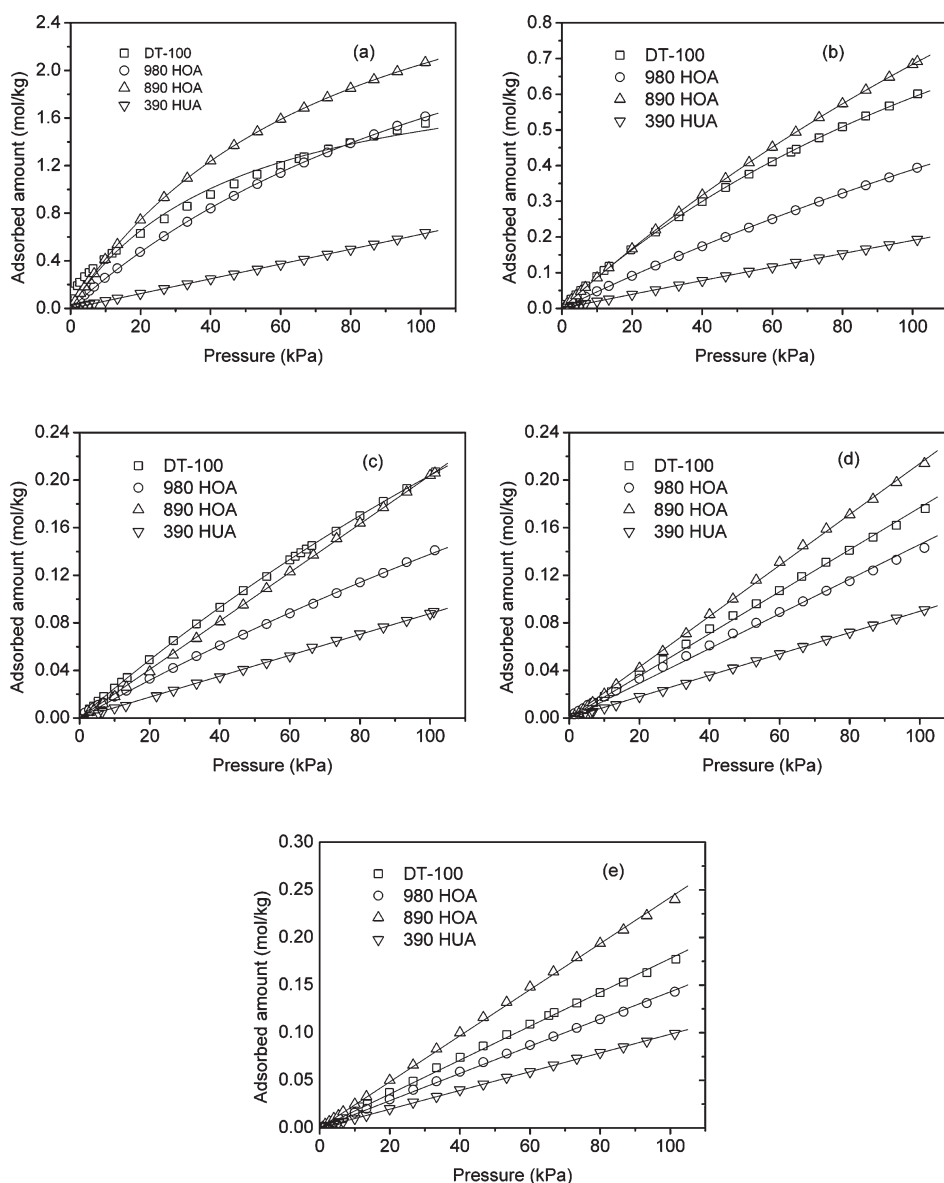 (a)
DT-100
980 HOA
890 HOA
390 HUA
2.4
2.0
1.6
1.2
0.8
0.4
0.0
Adsorbed amount (mol/kg)
0 20 40 60 80 100
Pressure (kPa)
(b)
DT-100
980 HOA
890 HOA
390 HUA
0.8
0.7
0.6
0.5
0.4
0.3
0.2
0.1
0.0
Adsorbed amount (mol/kg)
0 20 40 60 80 100
Pressure (kPa)
(c)
DT-100
980 HOA
890 HOA
390 HUA
0.24
0.20
0.16
0.12
0.08
0.04
0.00
Adsorbed amount (mol/kg)
0 20 40 60 80 100
Pressure (kPa)
(d)
DT-100
980 HOA
890 HOA
390 HUA
0.24
0.20
0.16
0.12
0.08
0.04
0.00
Adsorbed amount (mol/kg)
0 20 40 60 80 100
Pressure (kPa)
(e)
DT-100
980 HOA
890 HOA
390 HUA
0.30
0.25
0.20
0.15
0.10
0.05
0.00
Adsorbed amount (mol/kg)
0 20 40 60 80 100
Pressure (kPa)